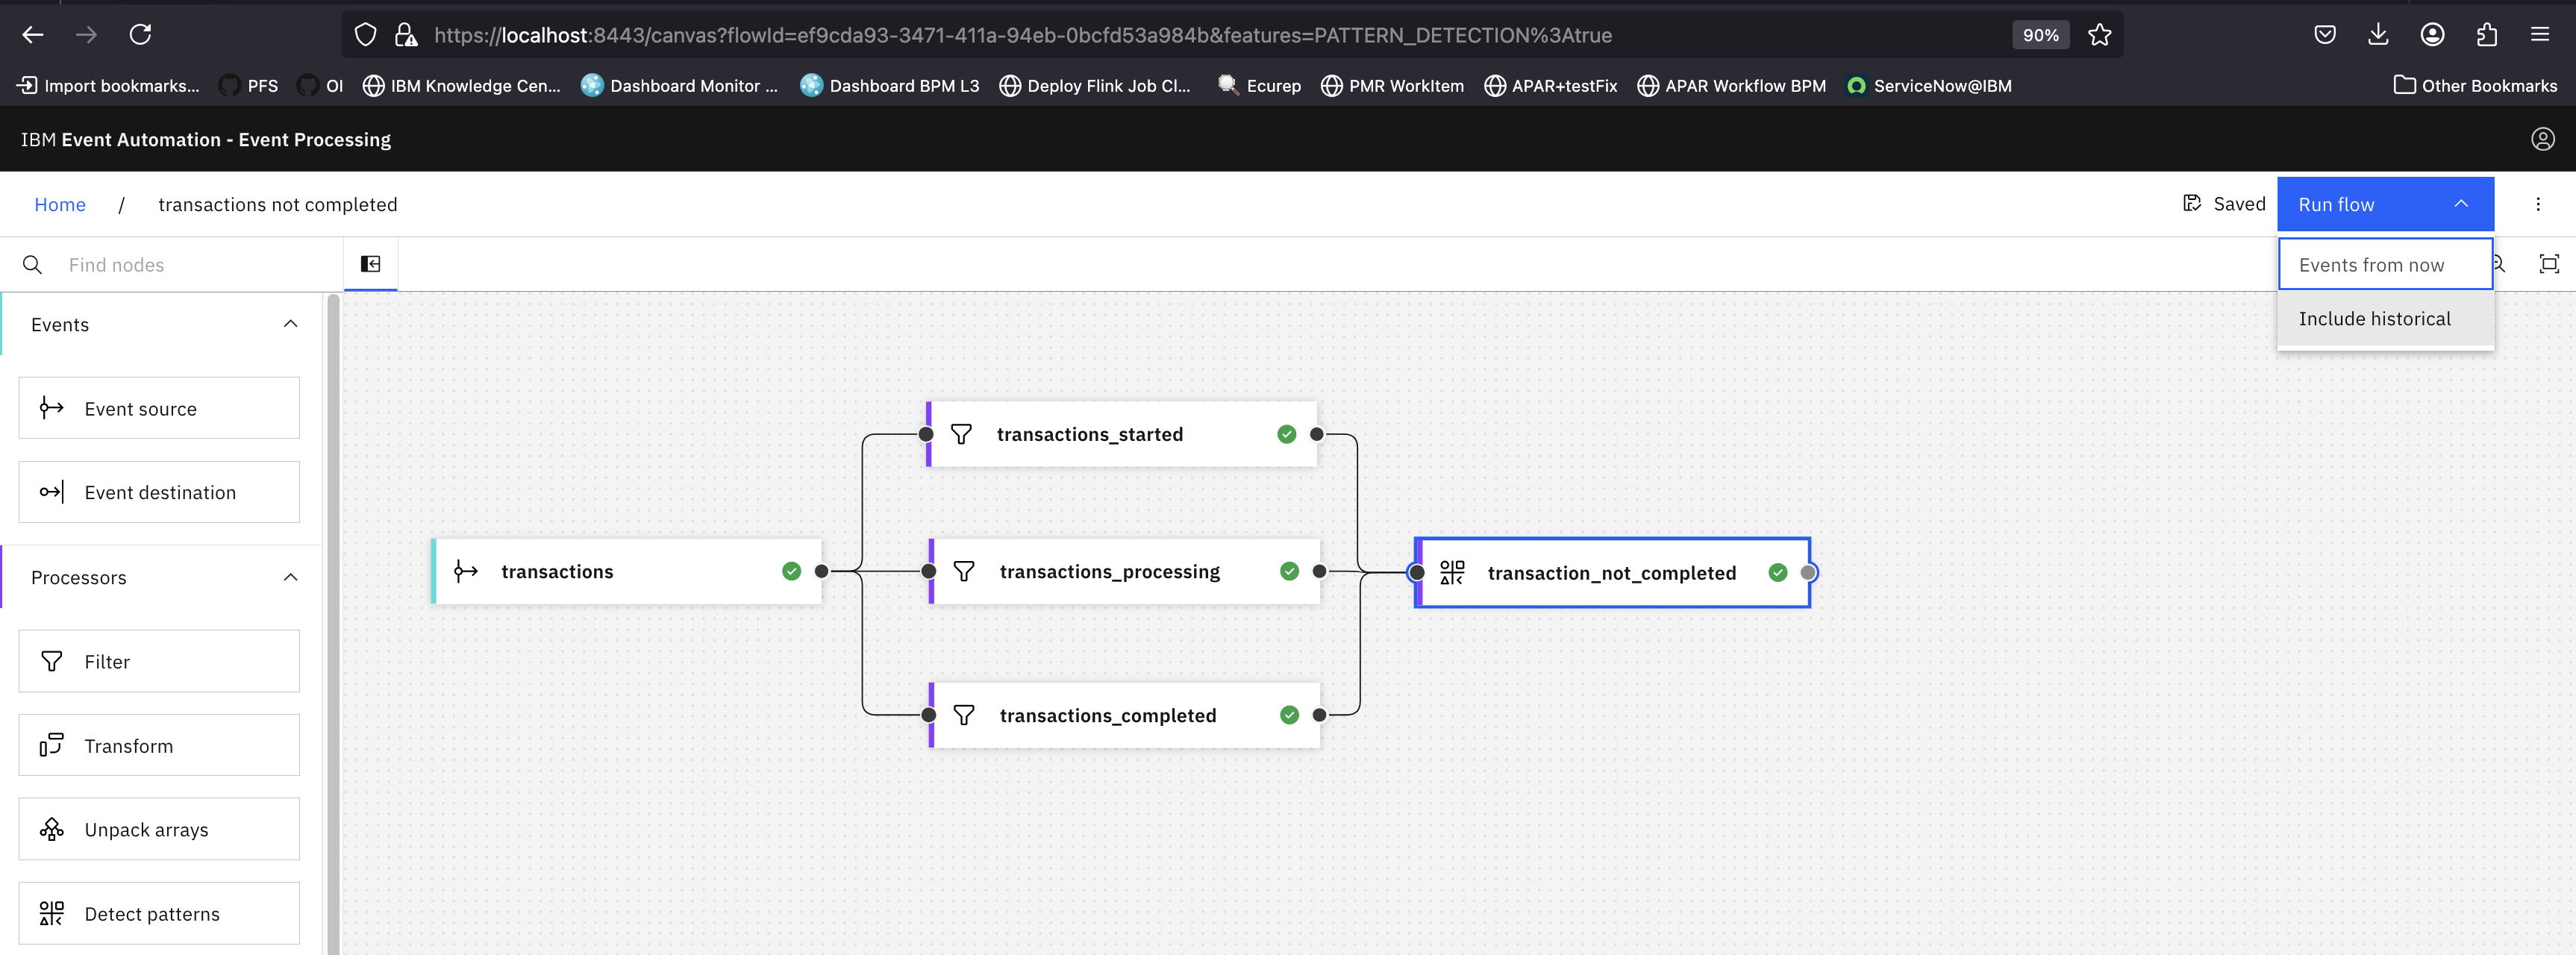 https://localhost:8443/canvas?flowId=ef9cda93-3471-411a-94eb-0bcfd53a984b&features=PATTERN_DETECTION%3Atrue
90%
Import bookmarks...
PFS
OI
IBM Knowledge Cen...
Dashboard Monitor ...
Dashboard BPM L3
Deploy Flink Job Cl...
Ecurep
PMR WorkItem
APAR+testFix
APAR Workflow BPM
ServiceNow@IBM
Other Bookmarks
IBM Event Automation - Event Processing
Home / transactions not completed
Saved
Run flow
Find nodes
Events from now
Include historical
Events
Event source
Event destination
Processors
Filter
Transform
Unpack arrays
Detect patterns
transactions_started
transactions
transactions_processing
transaction_not_completed
transactions_completed